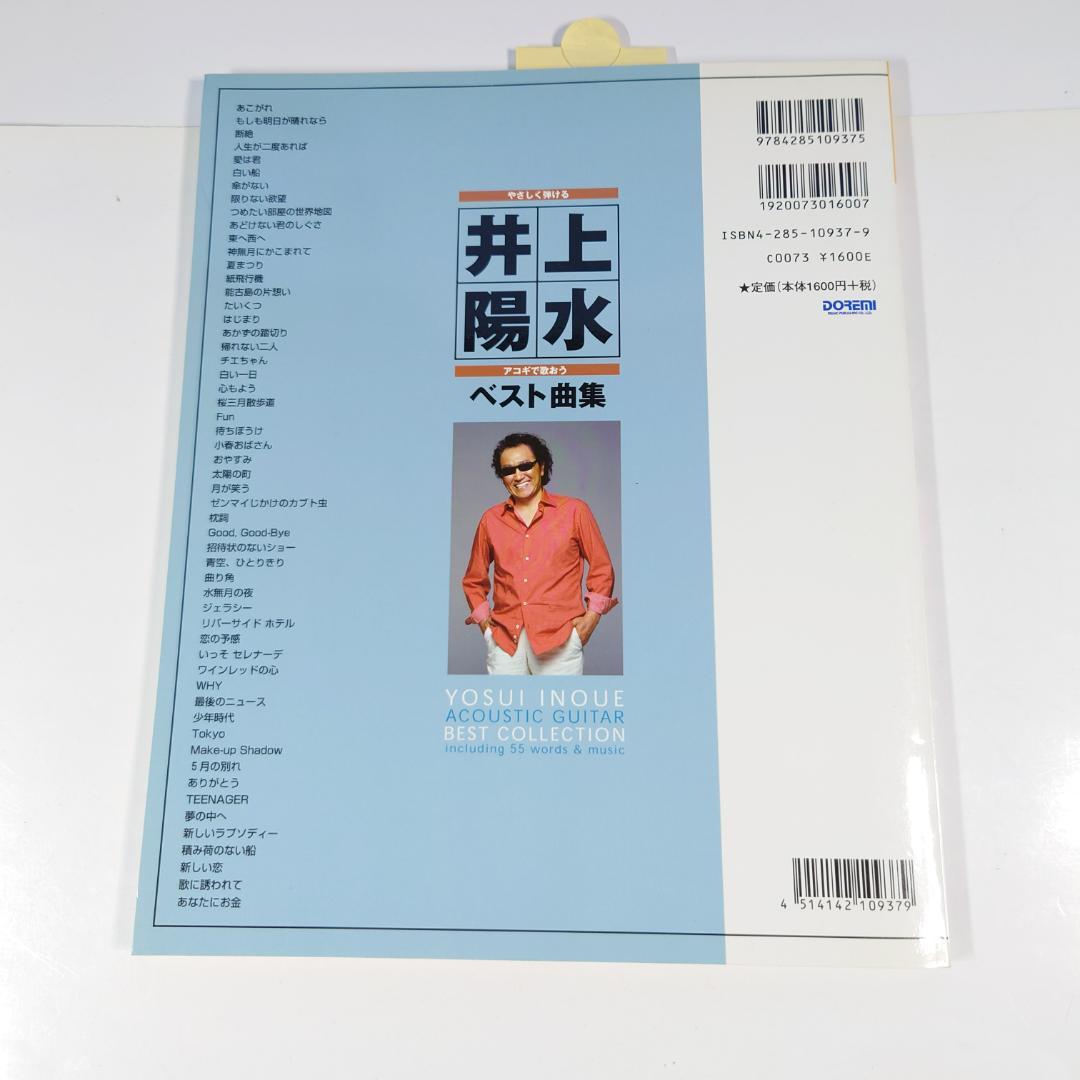 あこがれ
もしも明日が晴れなら
断絶
人生が二度あれば
愛は君
白い船
傘がない
限りない欲望
つめたい部屋の世界地図
あどけない君のしぐさ
東へ西へ
神無月にかこまれて
夏まつり
紙飛行機
能古島の片想い
たいくつ
はじまり
あかずの踏切り
帰れない二人
チエちゃん
白い一日
心もよう
桜三月散歩道
Fun
待ちぼうけ
小春おばさん
おやすみ
太陽の町
月が笑う
ゼンマイじかけのカブト虫
枕詞
Good, Good-Bye
招待状のないショー
青空、ひとりきり
曲り角
水無月の夜
ジェラシー
リバーサイド ホテル
恋の予感
いっそ セレナーデ
ワインレッドの心
WHY
最後のニュース
少年時代
Tokyo
Make-up Shadow
5月の別れ
ありがとう
TEENAGER
夢の中へ
新しいラプソディー
積み荷のない船
新しい恋
歌に誘われて
あなたにお金
やさしく弾ける
井上
陽水
アコギで歌おう
ベスト曲集
YOSUI INOUE
ACOUSTIC GUITAR
BEST COLLECTION
including 55 words & music
9784285109375
1920073016007
ISBN4-285-10937-9
C0073 ¥1600E
★定価(本体1600円+税)
DOREMI
4 514142 109379